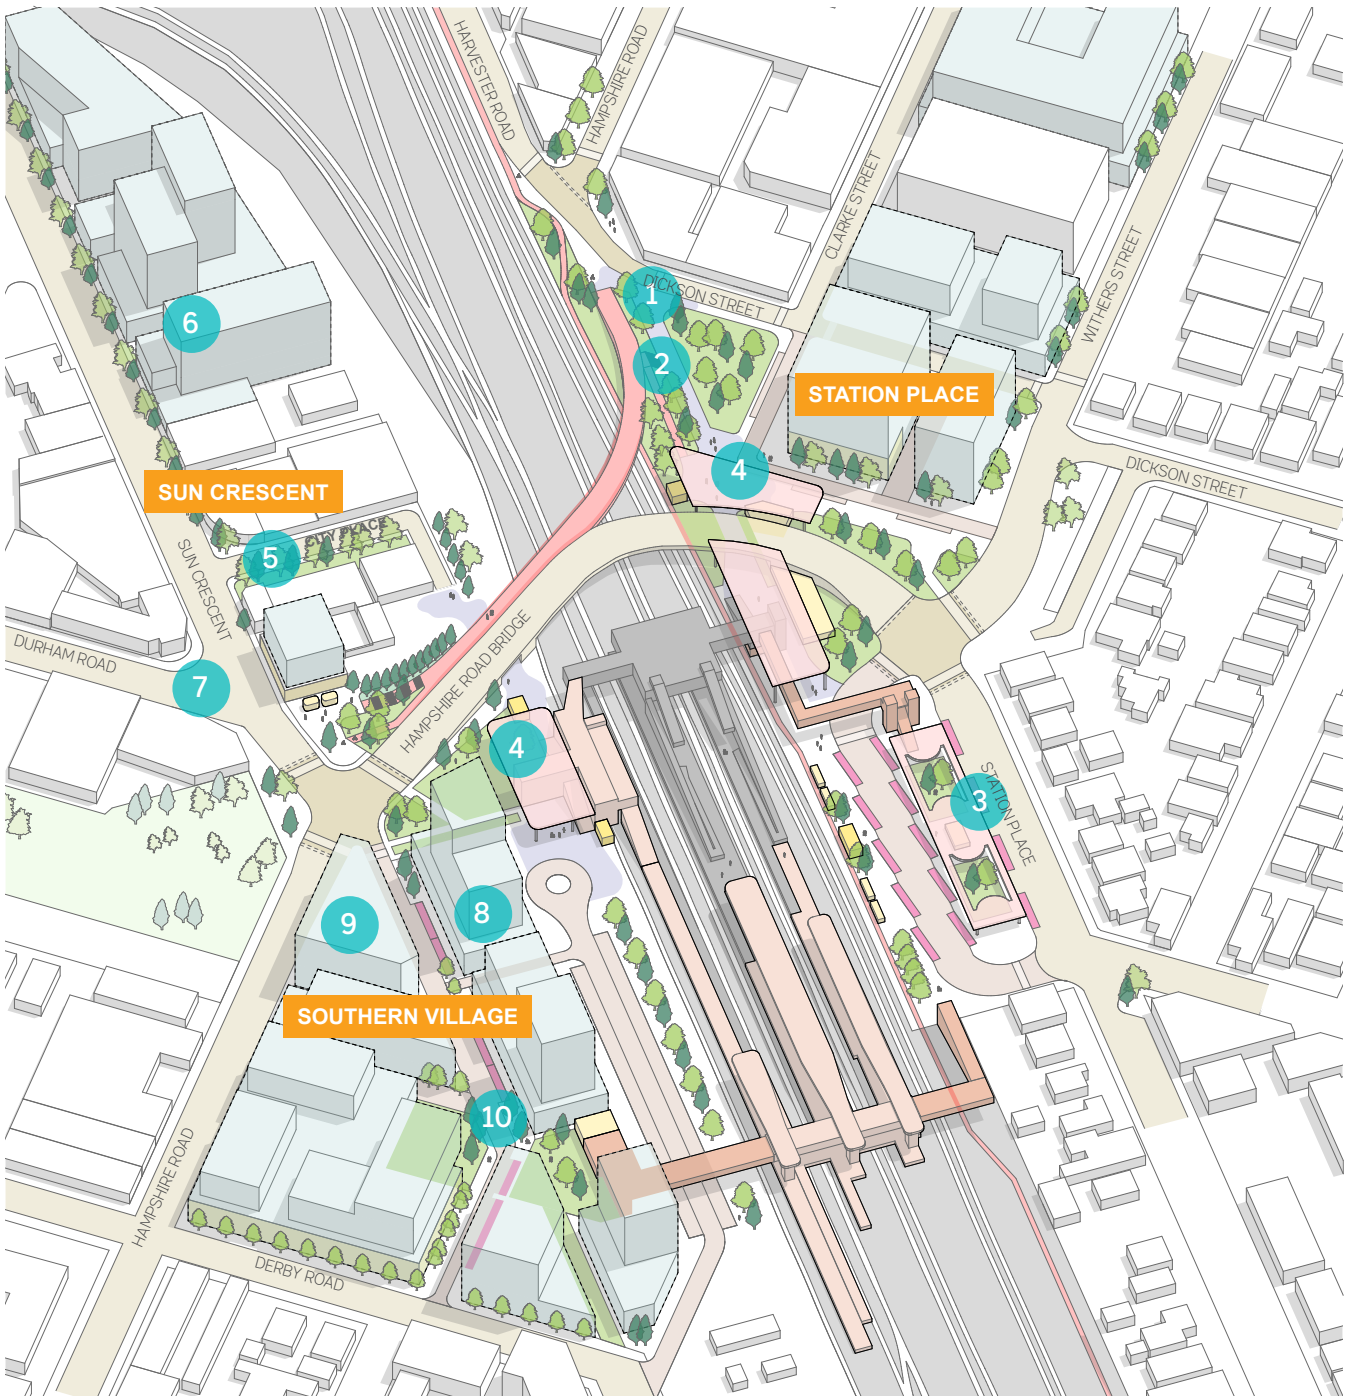 HARVESTER ROAD
HAMPSHIRE ROAD
CLARKE STREET
WITHERS STREET
DICKSON STREET
1
6
2
STATION PLACE
4
DICKSON STREET
SUN CRESCENT
CITY PLACE
5
SUN CRESCENT
DURHAM ROAD
7
HAMPSHIRE ROAD BRIDGE
4
STATION PLACE
3
8
9
SOUTHERN VILLAGE
10
HAMPSHIRE ROAD
DERBY ROAD